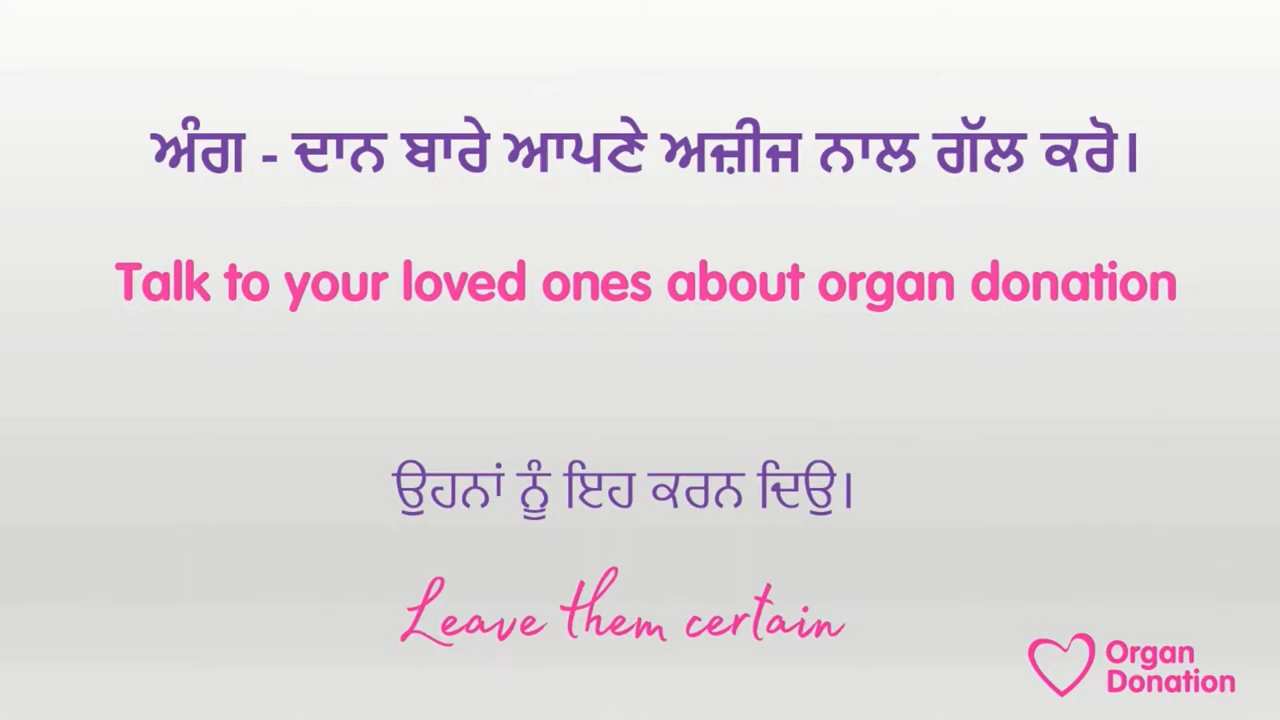 ਅੰਗ - ਦਾਨ ਬਾਰੇ ਆਪਣੇ ਅਜ਼ੀਜ ਨਾਲ ਗੱਲ ਕਰੋ।
Talk to your loved ones about organ donation
ਉਹਨਾਂ ਨੂੰ ਇਹ ਕਰਨ ਦਿਉ।
Leave them certain
Organ
Donation